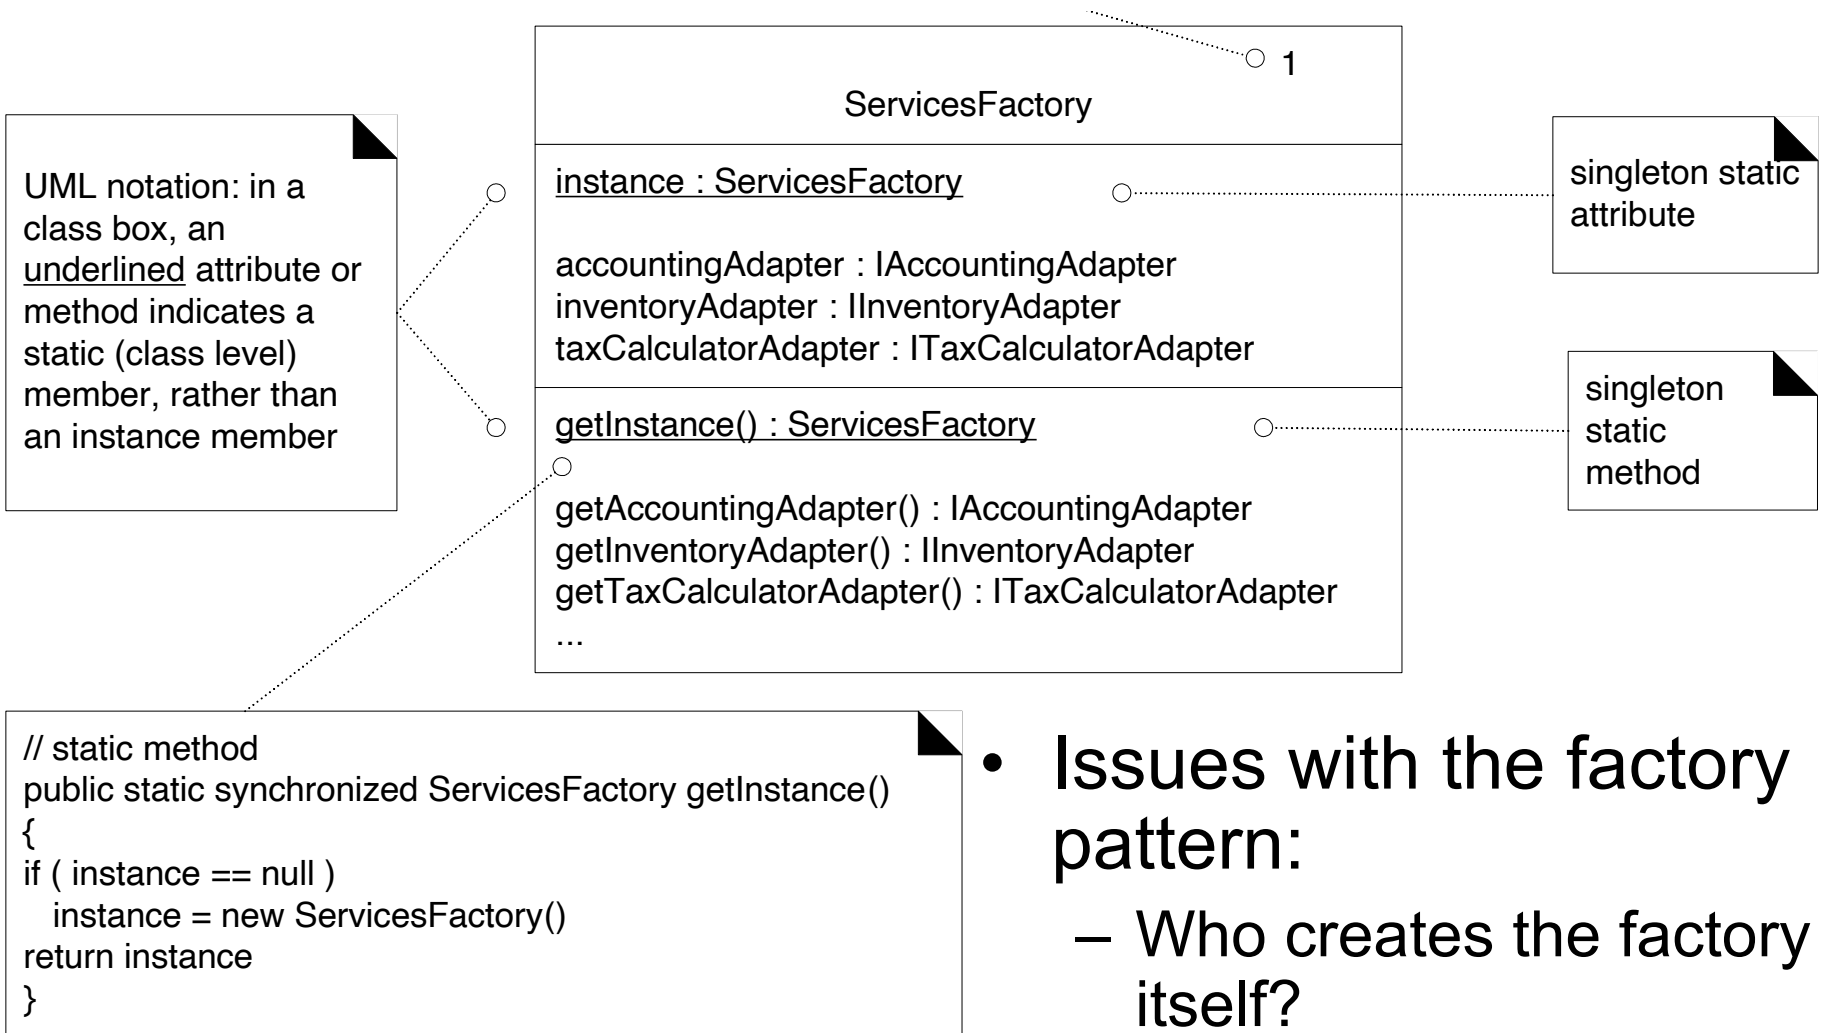 1
ServicesFactory
instance : ServicesFactory
accountingAdapter : IAccountingAdapter
inventoryAdapter : IInventoryAdapter
taxCalculatorAdapter : ITaxCalculatorAdapter
getInstance() : ServicesFactory
getAccountingAdapter() : IAccountingAdapter
getInventoryAdapter() : IInventoryAdapter
getTaxCalculatorAdapter() : ITaxCalculatorAdapter
...
UML notation: in a
class box, an
underlined attribute or
method indicates a
static (class level)
member, rather than
an instance member
singleton static
attribute
singleton
static
method
// static method
public static synchronized ServicesFactory getInstance()
{
if ( instance == null )
instance = new ServicesFactory()
return instance
}
• Issues with the factory
pattern:
– Who creates the factory
itself?